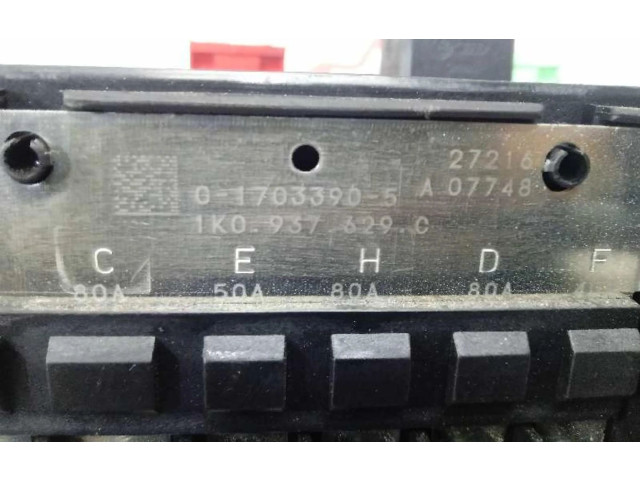 27216
0-1703390-5 A 07748
1K0.937 629.C
C E H D F
80A 50A 80A 80A